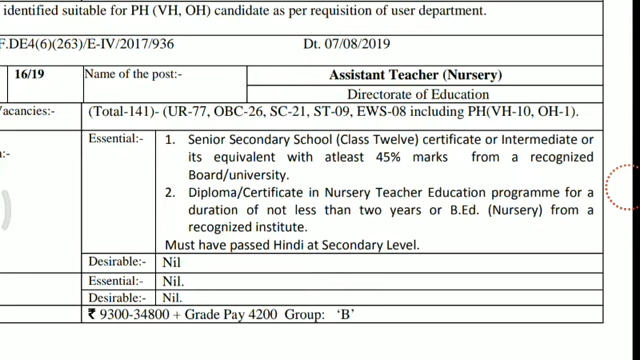 identified suitable for PH (VH, OH) candidate as per requisition of user department.
F.DE4(6)(263)/E-IV/2017/936 Dt. 07/08/2019
16/19 Name of the post:- Assistant Teacher (Nursery)
Directorate of Education
Vacancies:- (Total-141)- (UR-77, OBC-26, SC-21, ST-09, EWS-08 including PH(VH-10, OH-1).
Essential:- 1. Senior Secondary School (Class Twelve) certificate or Intermediate or
its equivalent with atleast 45% marks from a recognized
Board/university.
2. Diploma/Certificate in Nursery Teacher Education programme for a
duration of not less than two years or B.Ed. (Nursery) from a
recognized institute.
Must have passed Hindi at Secondary Level.
Desirable:- Nil
Essential:- Nil.
Desirable:- Nil.
₹ 9300-34800 + Grade Pay 4200 Group: ‘B’